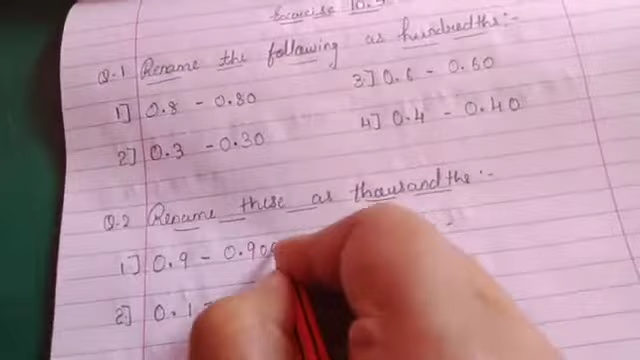 Exercise 10.
Q.1 Rename the following as hundredths:-
1] 0.8 - 0.80
3] 0.6 - 0.60
2] 0.3 - 0.30
4] 0.4 - 0.40
Q.2 Rename these as thousandths:-
1] 0.9 - 0.900
2] 0.1 -